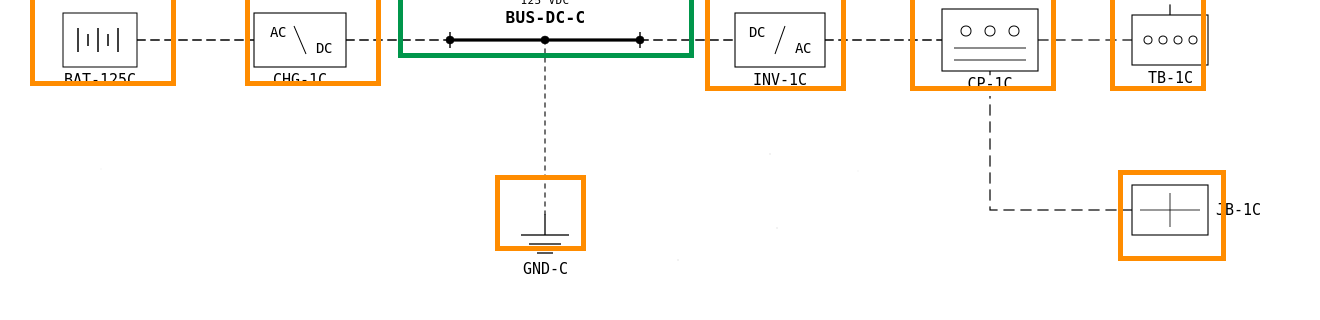 125 VDC
BUS-DC-C
AC
DC
DC
AC
BAT-125C
CHG-1C
INV-1C
CP-1C
TB-1C
JB-1C
GND-C